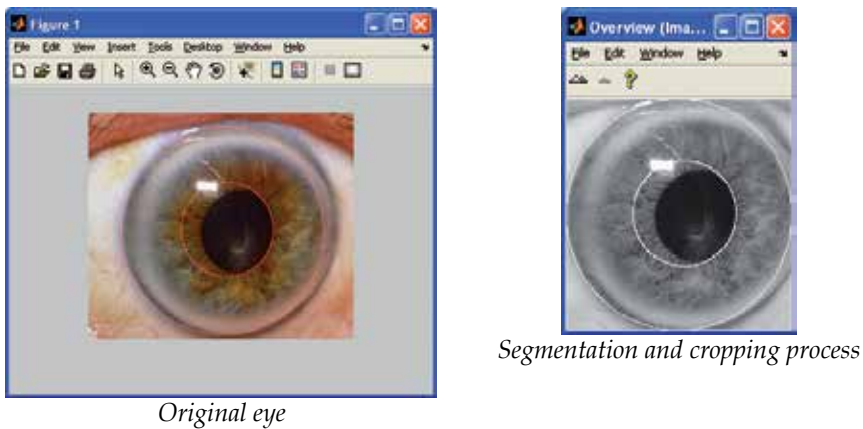 Figure 1
File Edit View Insert Tools Desktop Window Help
Original eye
Overview (Ima...
File Edit Window Help
Segmentation and cropping process